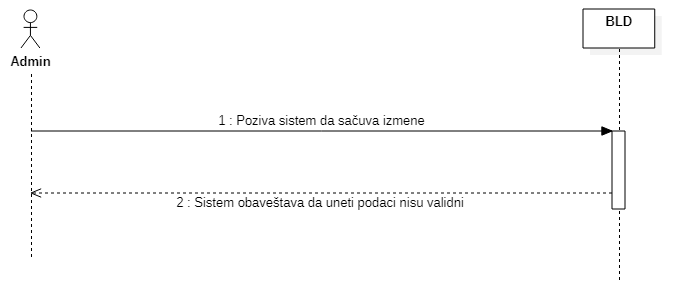 BLD
Admin
1 : Poziva sistem da sačuva izmene
2 : Sistem obaveštava da uneti podaci nisu validni